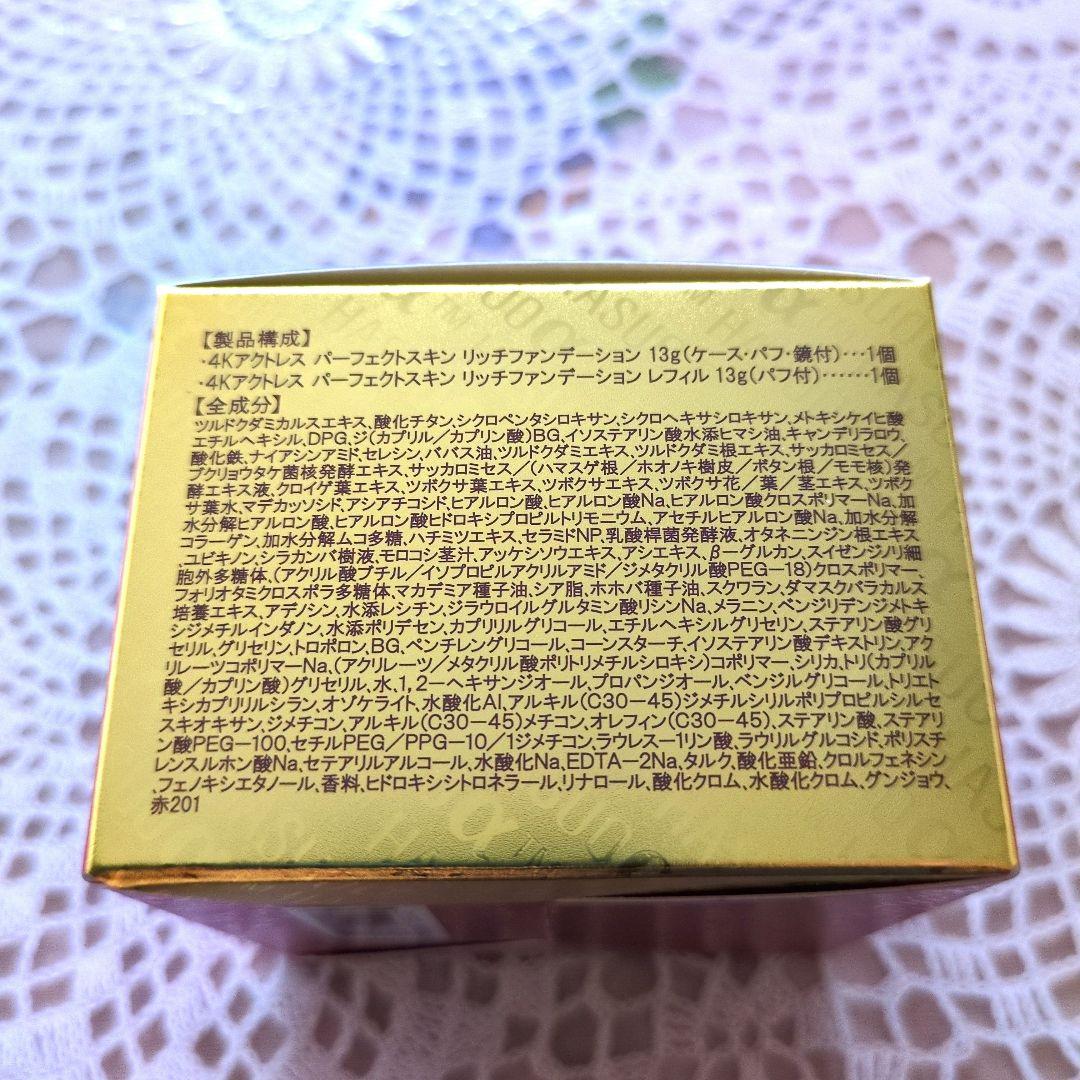 【製品構成】
・4Kアクトレス パーフェクトスキン リッチファンデーション 13g(ケース・パフ・鏡付)…1個
・4Kアクトレス パーフェクトスキン リッチファンデーション レフィル 13g(パフ付)……1個
【全成分】
ツルドクダミカルスエキス、酸化チタン、シクロペンタシロキサン、シクロヘキサシロキサン、メトキシケイヒ酸
エチルヘキシル、DPG、ジ(カプリル/カプリン酸)BG、イソステアリン酸水添ヒマシ油、キャンデリラロウ、
酸化鉄、ナイアシンアミド、セレシン、ババス油、ツルドクダミエキス、ツルドクダミ根エキス、サッカロミセス/
ブクリョウタケ菌核発酵エキス、サッカロミセス/(ハマスゲ根/ホオノキ樹皮/ボタン根/モモ核)発
酵エキス液、クロイゲ葉エキス、ツボクサ葉エキス、ツボクサエキス、ツボクサ花/葉/茎エキス、ツボク
サ葉水、マデカッソシド、アシアチコシド、ヒアルロン酸、ヒアルロン酸Na、ヒアルロン酸クロスポリマーNa、加
水分解ヒアルロン酸、ヒアルロン酸ヒドロキシプロピルトリモニウム、アセチルヒアルロン酸Na、加水分解
コラーゲン、加水分解ムコ多糖、ハチミツエキス、セラミドNP、乳酸桿菌発酵液、オタネニンジン根エキス、
ユビキノン、シラカンバ樹液、モロコシ茎汁、アッケシソウエキス、アシエキス、β-グルカン、スイゼンジノリ細
胞外多糖体、(アクリル酸ブチル/イソプロピルアクリルアミド/ジメタクリル酸PEG-18)クロスポリマー、
フォリオタミクロスポラ多糖体、マカデミア種子油、シア脂、ホホバ種子油、スクワラン、ダマスクバラカルス
培養エキス、アデノシン、水添レシチン、ジラウロイルグルタミン酸リシンNa、メラニン、ベンジリデンジメトキ
シジメチルインダノン、水添ポリデセン、カプリリルグリコール、エチルヘキシルグリセリン、ステアリン酸グリ
セリル、グリセリン、トロポロン、BG、ペンチレングリコール、コーンスターチ、イソステアリン酸デキストリン、アク
リレーツコポリマーNa、(アクリレーツ/メタクリル酸ポリトリメチルシロキシ)コポリマー、シリカ、トリ(カプリル
酸/カプリン酸)グリセリル、水、1,2-ヘキサンジオール、プロパンジオール、ベンジルグリコール、トリエト
キシカプリリルシラン、オゾケライト、水酸化Al、アルキル(C30-45)ジメチルシリルポリプロピルシルセ
スキオキサン、ジメチコン、アルキル(C30-45)メチコン、オレフィン(C30-45)、ステアリン酸、ステアリ
ン酸PEG-100、セチルPEG/PPG-10/1ジメチコン、ラウレス-1リン酸、ラウリルグルコシド、ポリスチ
レンスルホン酸Na、セテアリルアルコール、水酸化Na、EDTA-2Na、タルク、酸化亜鉛、クロルフェネシン、
フェノキシエタノール、香料、ヒドロキシシトロネラール、リナロール、酸化クロム、水酸化クロム、グンジョウ、
赤201